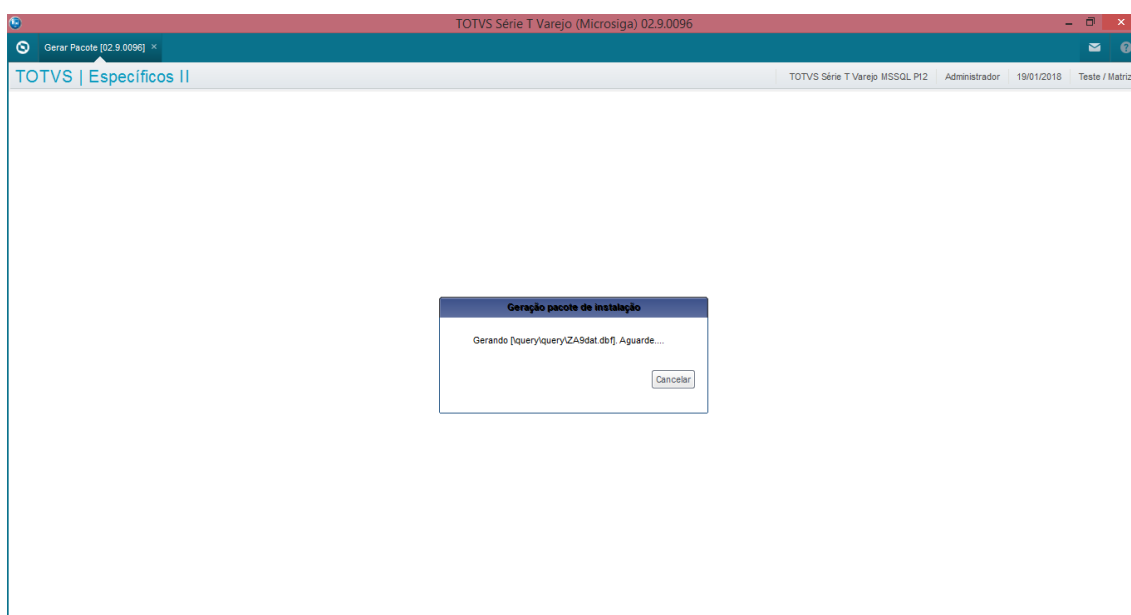 TOTVS Série T Varejo (Microsiga) 02.9.0096
Gerar Pacote [02.9.0096] ×
TOTVS | Específicos II
TOTVS Série T Varejo MSSQL P12 Administrador 19/01/2018 Teste / Matriz
Geração pacote de instalação
Gerando [\query\query\ZA9dat.dbf]. Aguarde....
Cancelar